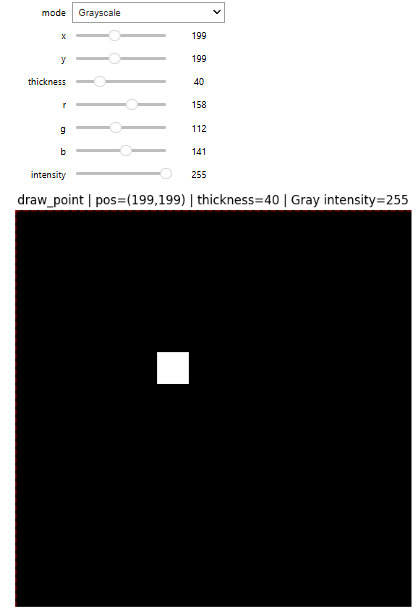 mode Grayscale
x 199
y 199
thickness 40
r 158
g 112
b 141
intensity 255
draw_point | pos=(199,199) | thickness=40 | Gray intensity=255